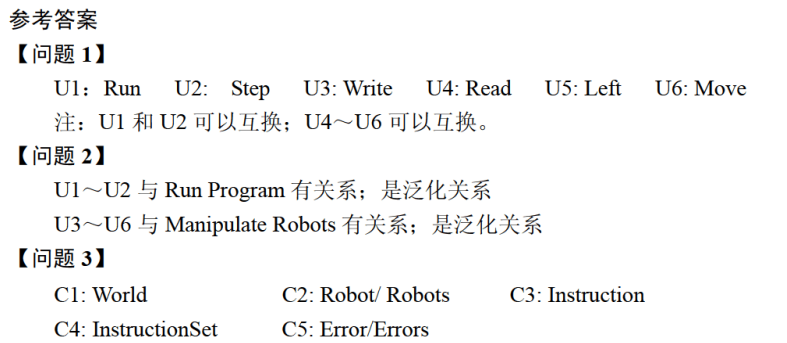 参考答案
【问题 1】
U1：Run U2: Step U3: Write U4: Read U5: Left U6: Move
注：U1 和 U2 可以互换；U4～U6 可以互换。
【问题 2】
U1～U2 与 Run Program 有关系；是泛化关系
U3～U6 与 Manipulate Robots 有关系；是泛化关系
【问题 3】
C1: World C2: Robot/ Robots C3: Instruction
C4: InstructionSet C5: Error/Errors